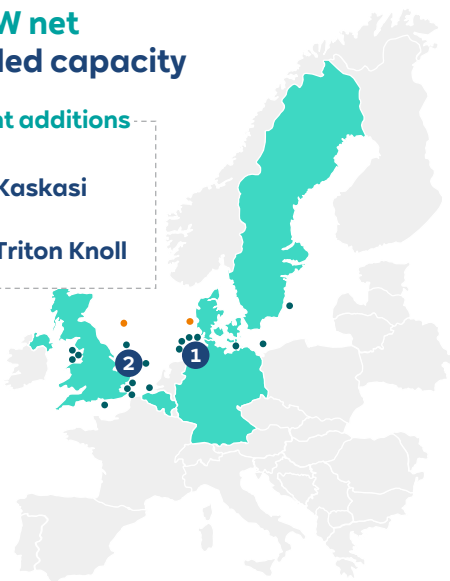 W net
led capacity
nt additions
Kaskasi
Triton Knoll
2
1